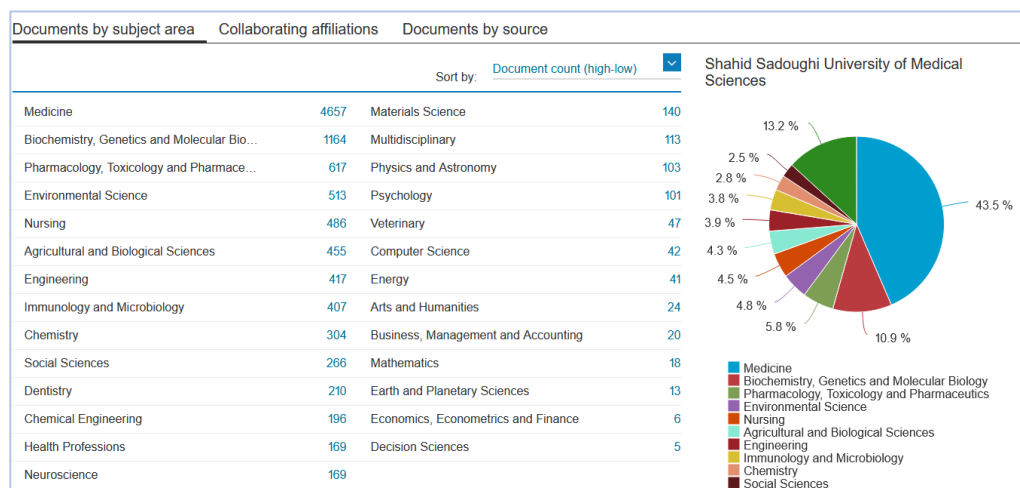 Documents by subject area Collaborating affiliations Documents by source
Sort by: Document count (high-low)
Medicine 4657
Biochemistry, Genetics and Molecular Bio... 1164
Pharmacology, Toxicology and Pharmace... 617
Environmental Science 513
Nursing 486
Agricultural and Biological Sciences 455
Engineering 417
Immunology and Microbiology 407
Chemistry 304
Social Sciences 266
Dentistry 210
Chemical Engineering 196
Health Professions 169
Neuroscience 169
Materials Science 140
Multidisciplinary 113
Physics and Astronomy 103
Psychology 101
Veterinary 47
Computer Science 42
Energy 41
Arts and Humanities 24
Business, Management and Accounting 20
Mathematics 18
Earth and Planetary Sciences 13
Economics, Econometrics and Finance 6
Decision Sciences 5
Shahid Sadoughi University of Medical
Sciences
13.2 %
2.5 %
2.8 %
3.8 %
3.9 %
4.3 %
4.5 %
4.8 %
5.8 %
10.9 %
43.5 %
Medicine
Biochemistry, Genetics and Molecular Biology
Pharmacology, Toxicology and Pharmaceutics
Environmental Science
Nursing
Agricultural and Biological Sciences
Engineering
Immunology and Microbiology
Chemistry
Social Sciences